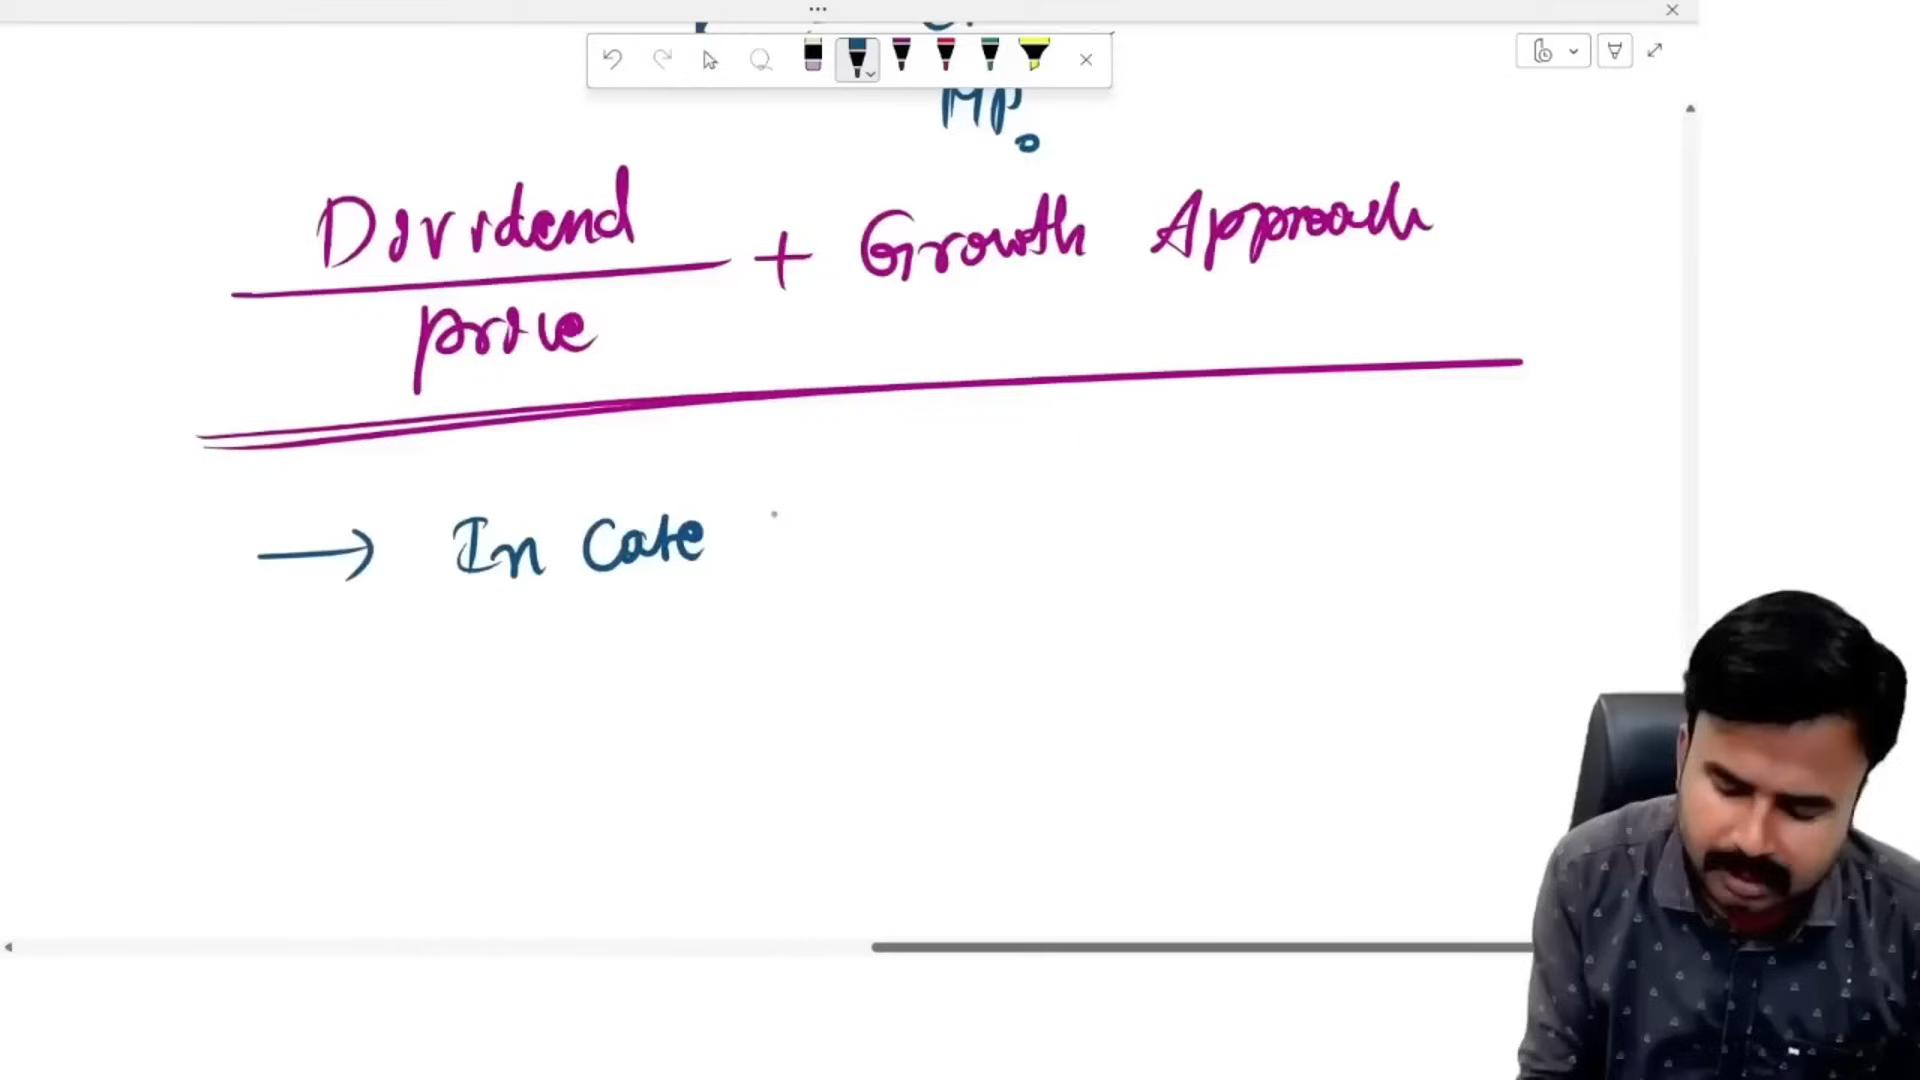 MP0
Dividend + Growth Approach
price
→ In Case